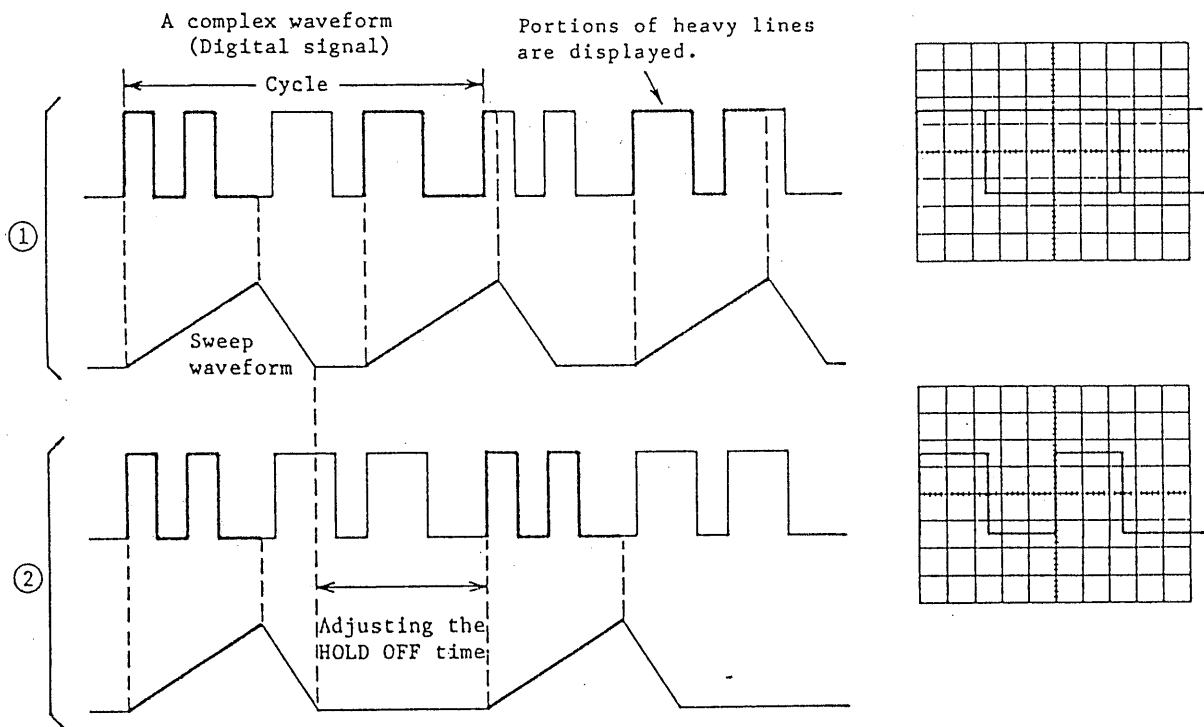 A complex waveform
(Digital signal)
Portions of heavy lines
are displayed.
Cycle
①
Sweep
waveform
②
Adjusting the
HOLD OFF time